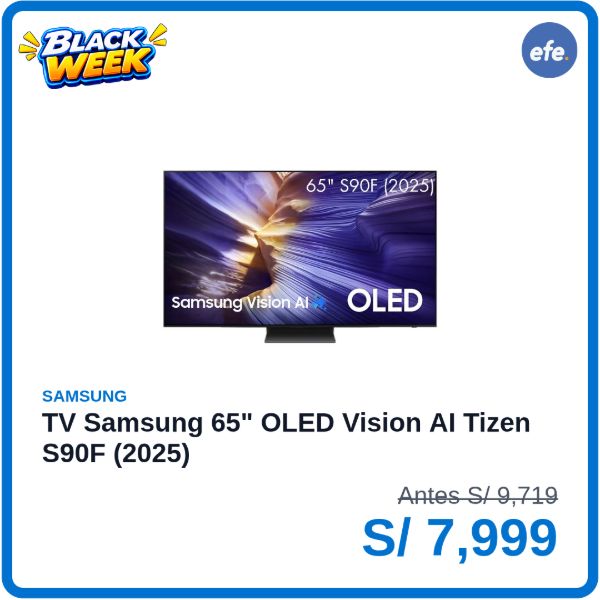 BLACK
WEEK
efe.
65" S90F (2025)
Samsung Vision AI
OLED
SAMSUNG
TV Samsung 65" OLED Vision AI Tizen
S90F (2025)
Antes S/ 9,719
S/ 7,999